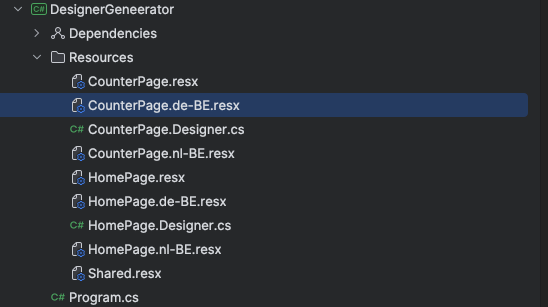 C# DesignerGeneerator
Dependencies
Resources
CounterPage.resx
CounterPage.de-BE.resx
C# CounterPage.Designer.cs
CounterPage.nl-BE.resx
HomePage.resx
HomePage.de-BE.resx
C# HomePage.Designer.cs
HomePage.nl-BE.resx
Shared.resx
C# Program.cs